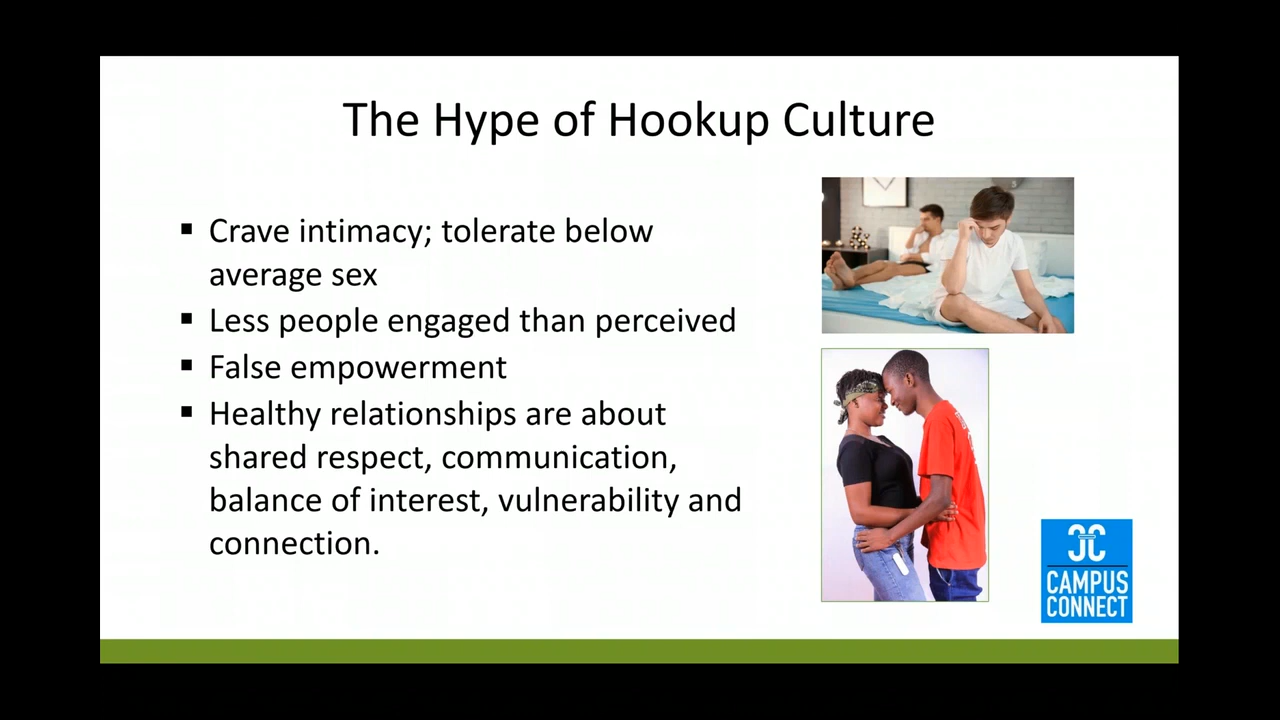 The Hype of Hookup Culture
▪ Crave intimacy; tolerate below
average sex
▪ Less people engaged than perceived
▪ False empowerment
▪ Healthy relationships are about
shared respect, communication,
balance of interest, vulnerability and
connection.
CAMPUS
CONNECT